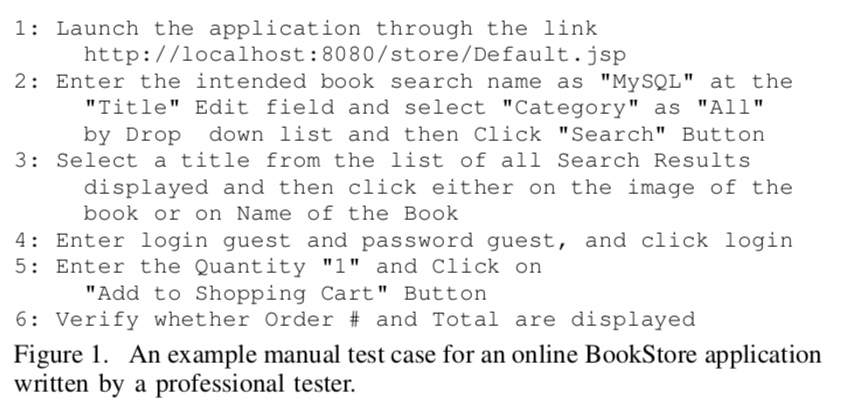 1: Launch the application through the link
http://localhost:8080/store/Default.jsp
2: Enter the intended book search name as "MySQL" at the
"Title" Edit field and select "Category" as "All"
by Drop down list and then Click "Search" Button
3: Select a title from the list of all Search Results
displayed and then click either on the image of the
book or on Name of the Book
4: Enter login guest and password guest, and click login
5: Enter the Quantity "1" and Click on
"Add to Shopping Cart" Button
6: Verify whether Order # and Total are displayed
Figure 1. An example manual test case for an online BookStore application
written by a professional tester.